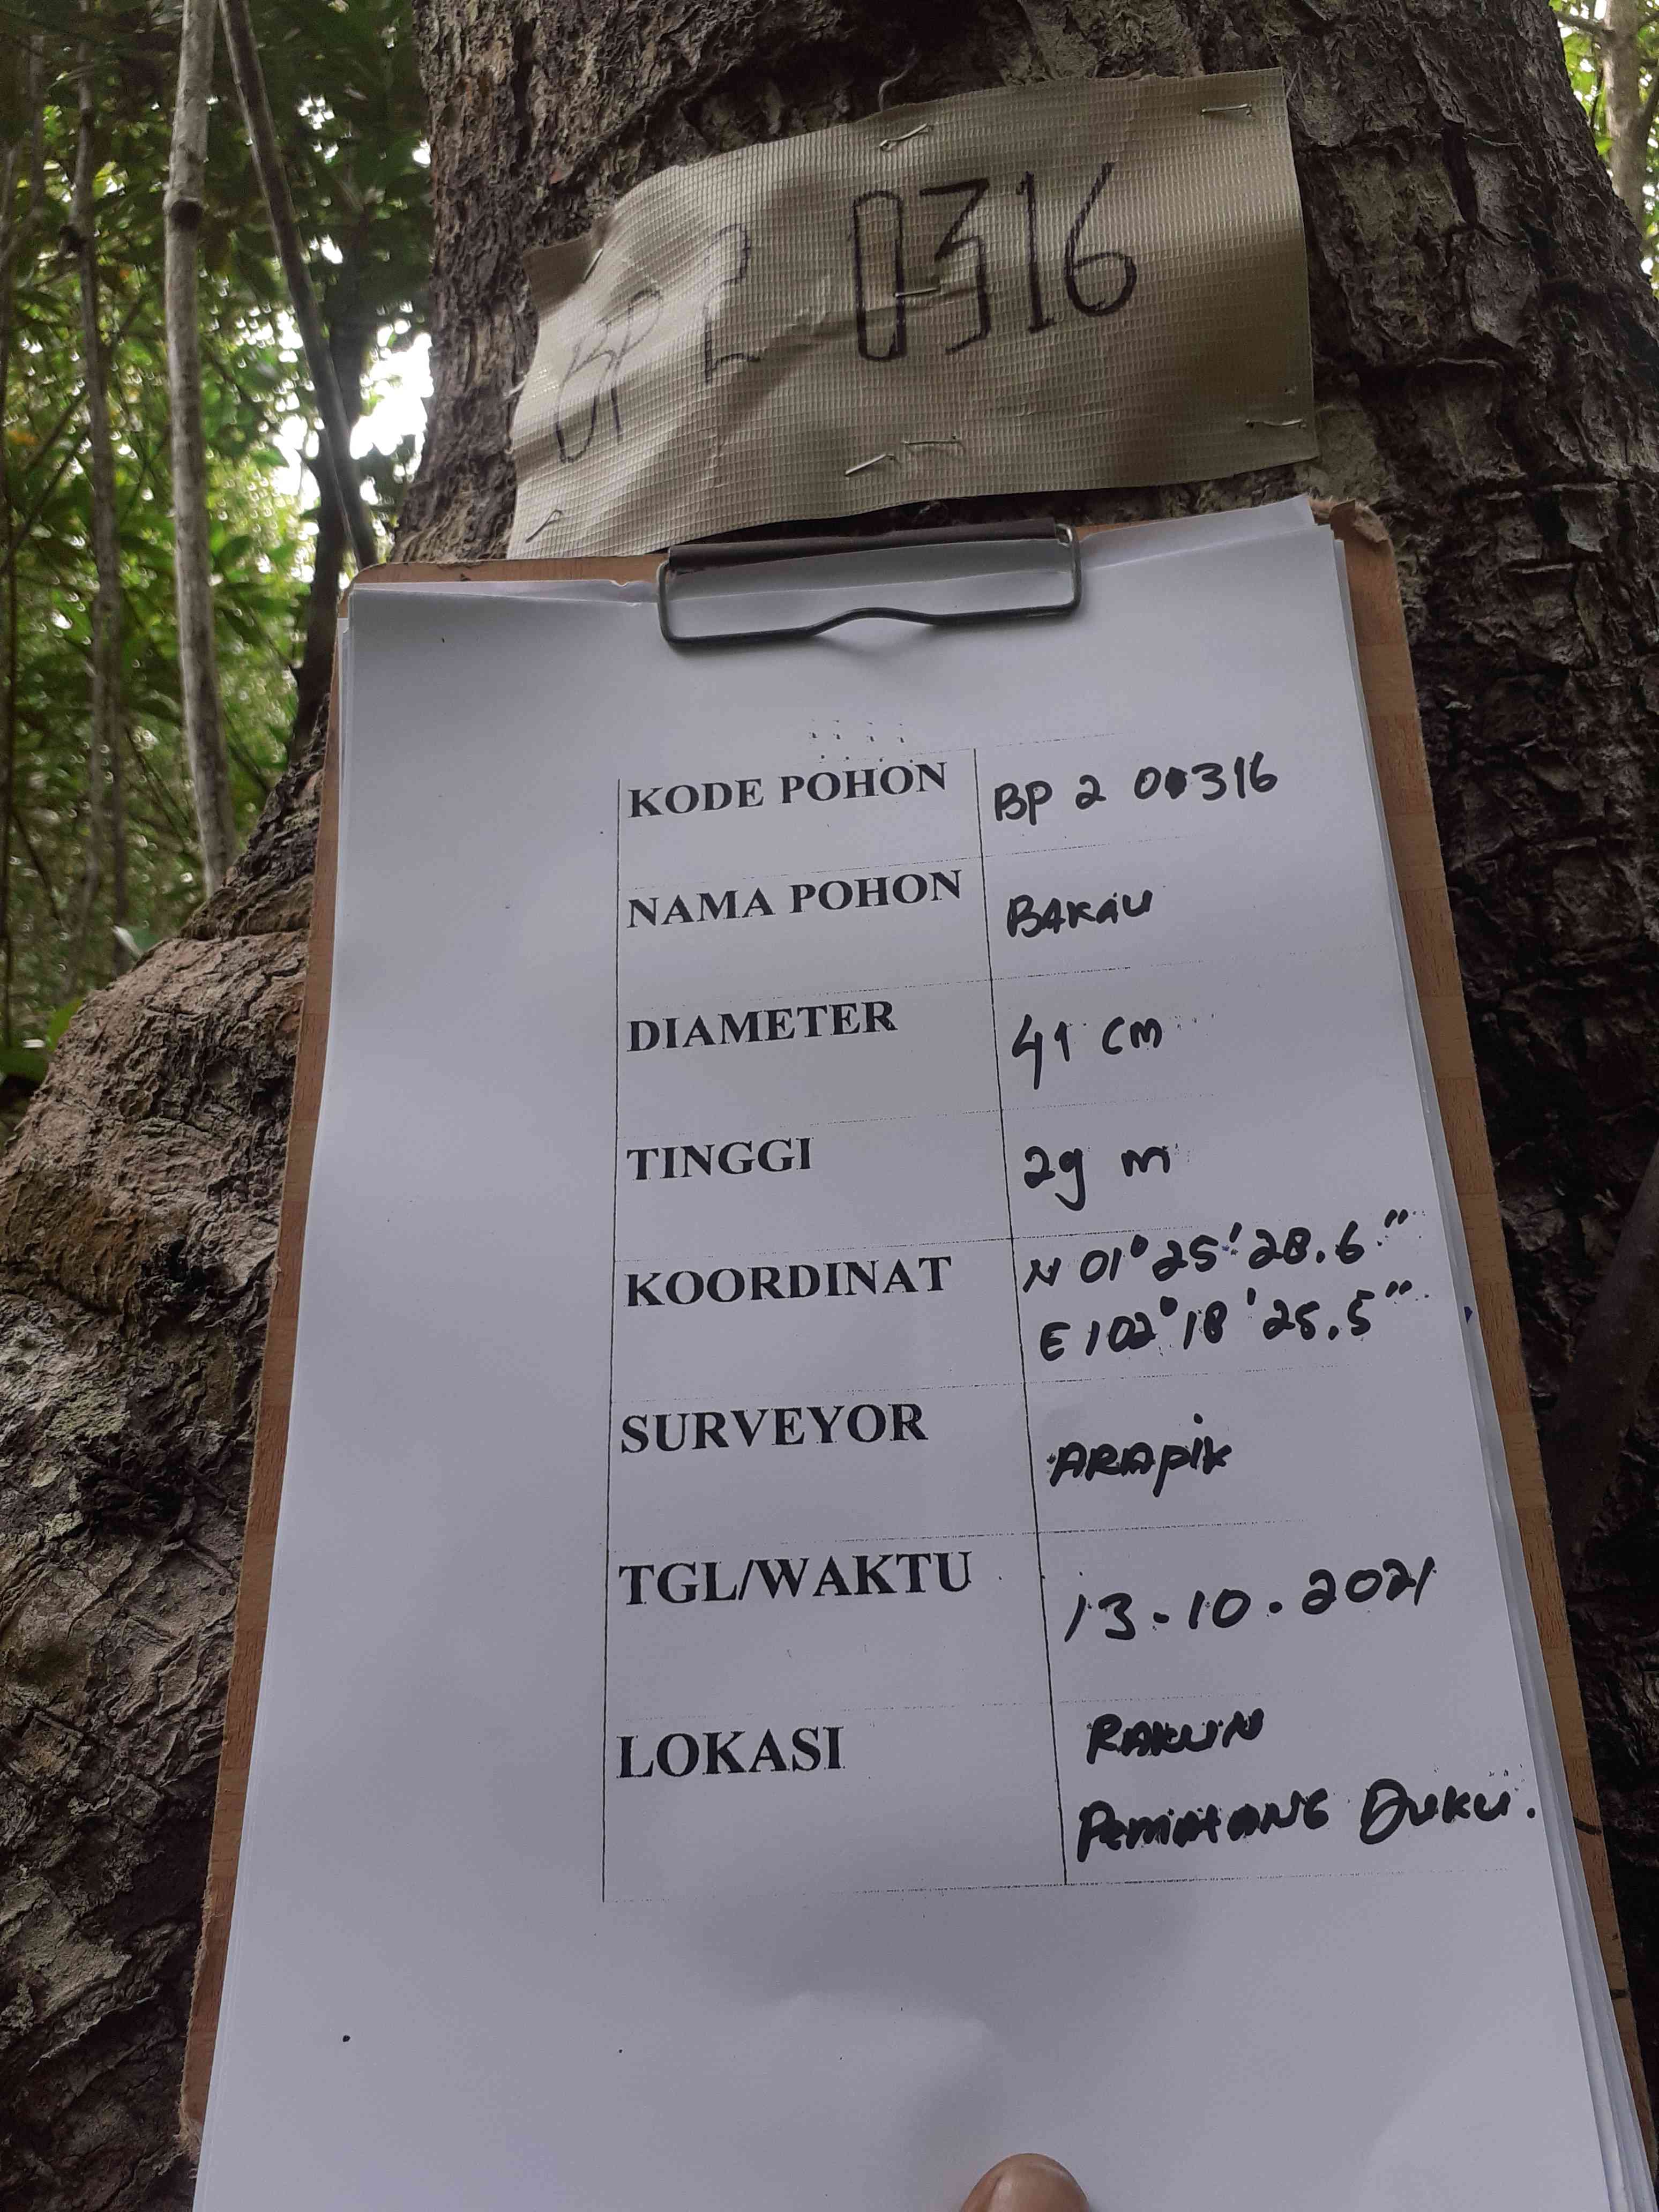 BP 2 0316
KODE POHON BP 2 00316
NAMA POHON BAKAU
DIAMETER 41 cm
TINGGI 29 m
KOORDINAT N 01° 25' 28.6"
E 102° 18' 25.5"
SURVEYOR ARAPIK
TGL/WAKTU 13-10-2021
LOKASI RAKUN
PEMATANG DUKU.